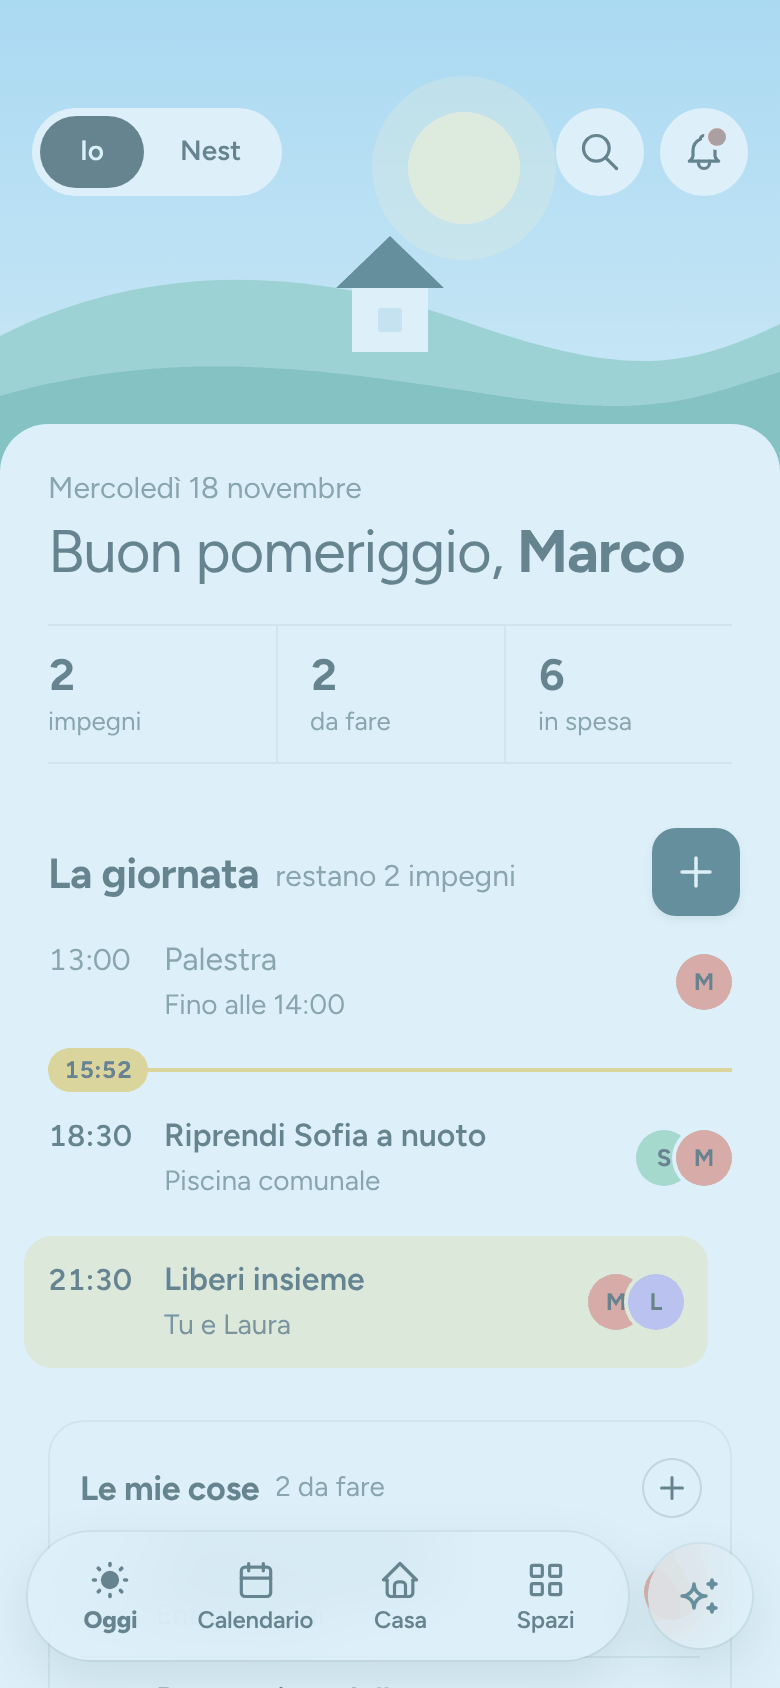 Io
Nest
Mercoledì 18 novembre
Buon pomeriggio, Marco
2
impegni
2
da fare
6
in spesa
La giornata restano 2 impegni
13:00 Palestra
Fino alle 14:00
M
15:52
18:30 Riprendi Sofia a nuoto
Piscina comunale
S M
21:30 Liberi insieme
Tu e Laura
M L
Le mie cose 2 da fare
Oggi
Calendario
Casa
Spazi